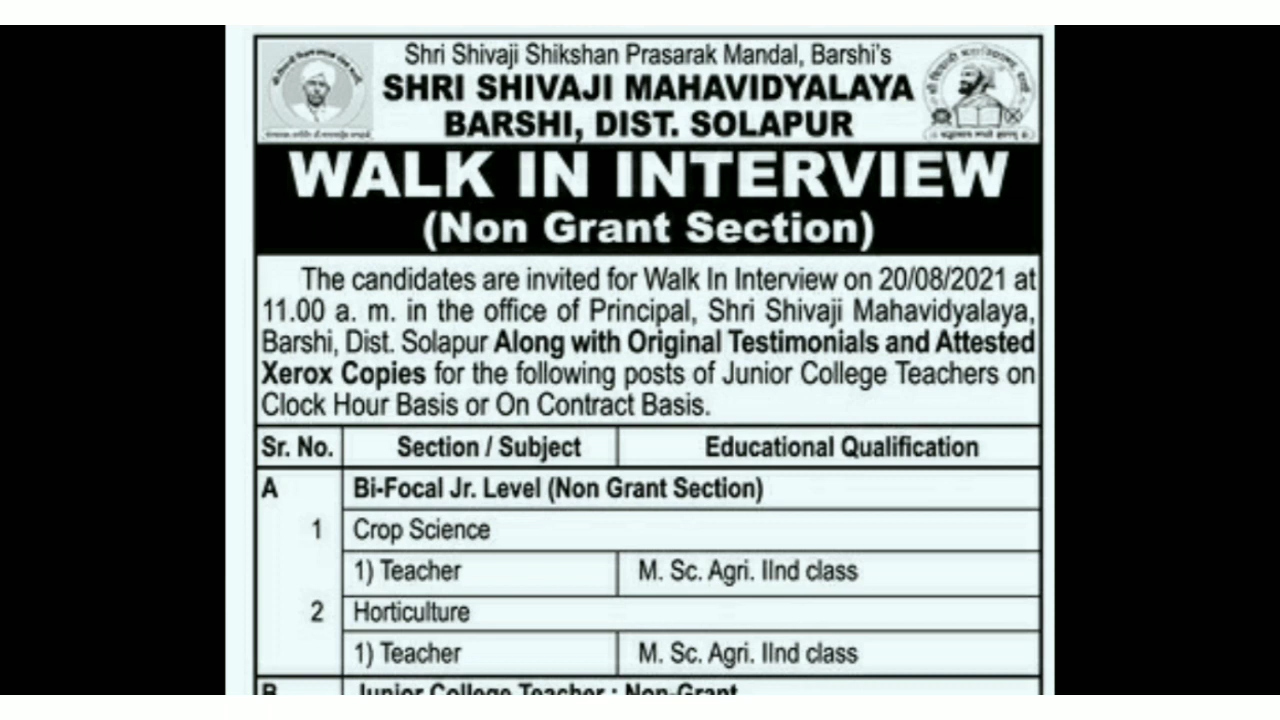 Shri Shivaji Shikshan Prasarak Mandal, Barshi's
SHRI SHIVAJI MAHAVIDYALAYA
BARSHI, DIST. SOLAPUR
WALK IN INTERVIEW
(Non Grant Section)
The candidates are invited for Walk In Interview on 20/08/2021 at
11.00 a. m. in the office of Principal, Shri Shivaji Mahavidyalaya,
Barshi, Dist. Solapur Along with Original Testimonials and Attested
Xerox Copies for the following posts of Junior College Teachers on
Clock Hour Basis or On Contract Basis.
Sr. No. Section / Subject Educational Qualification
A Bi-Focal Jr. Level (Non Grant Section)
1 Crop Science
1) Teacher M. Sc. Agri. IInd class
2 Horticulture
1) Teacher M. Sc. Agri. IInd class
B Junior College Teacher : Non-Grant